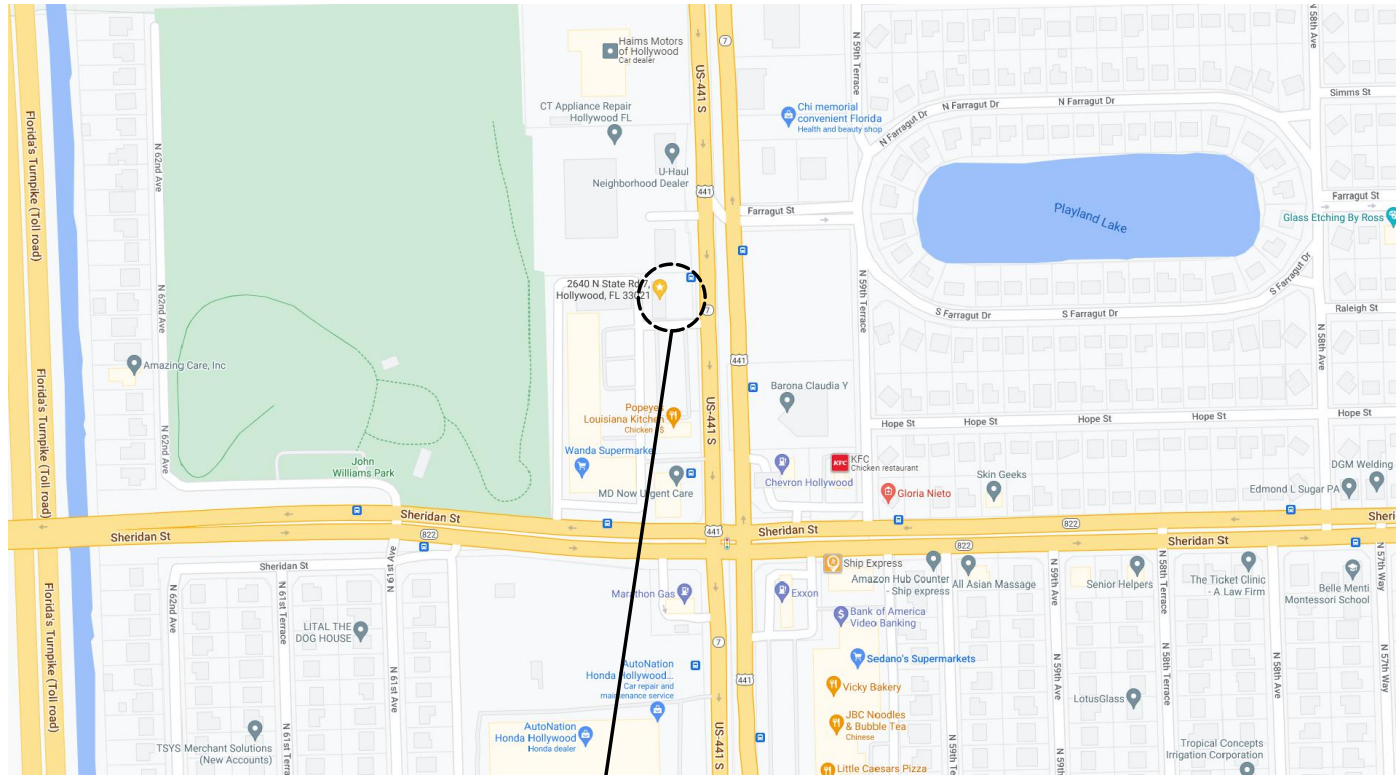 Haims Motors
of Hollywood
Car dealer
7
N 59th Terrace
N 58th Ave
Simms St
US-441 S
CT Appliance Repair
Hollywood FL
Chi memorial
convenient Florida
Health and beauty shop
N Farragut Dr
N Farragut Dr
N Farragut Dr
Florida's Turnpike (Toll road)
N 62nd Ave
U-Haul
Neighborhood Dealer
441
Farragut St
Farragut St
Playland Lake
Glass Etching By Ross
2640 N State Rd 7,
Hollywood, FL 33021
7
N 62nd Ave
N 59th Terrace
S Farragut Dr
S Farragut Dr
S Farragut Dr
Raleigh St
N 58th Ave
Amazing Care, Inc
441
Barona Claudia Y
Florida's Turnpike (Toll road)
US-441 S
Popeyes
Louisiana Kitchen
Hope St
Hope St
Hope St
Hope St
N 62nd Ave
Wanda Supermarket
John
Williams Park
MD Now Urgent Care
Chevron Hollywood
KFC
KFC
Chicken restaurant
Gloria Nieto
Skin Geeks
DGM Welding
Edmond L Sugar PA
Sheridan St
Sheridan St
822
441
Sheridan St
822
822
Sheridan St
Sheri
Sheridan St
N 61st Ave
N 62nd Ave
N 61st Terrace
N 61st Ave
LITAL THE
DOG HOUSE
Marathon Gas
Exxon
Ship Express
Amazon Hub Counter
- Ship express
All Asian Massage
N 59th Ave
Senior Helpers
N 58th Terrace
The Ticket Clinic
- A Law Firm
Belle Menti
Montessori School
N 57th Way
Bank of America
Video Banking
Florida's Turnpike (Toll road)
7
441
AutoNation
Honda Hollywood...
Car repair and
maintenance service
Sedano's Supermarkets
Vicky Bakery
JBC Noodles
& Bubble Tea
Chinese
LotusGlass
N 59th Ave
N 58th Terrace
N 58th Ave
N 57th Way
TSYS Merchant Solutions
(New Accounts)
N 61st Terra
AutoNation
Honda Hollywood
Honda dealer
US-441 S
Little Caesars Pizza
N 59th
Tropical Concepts
Irrigation Corporation